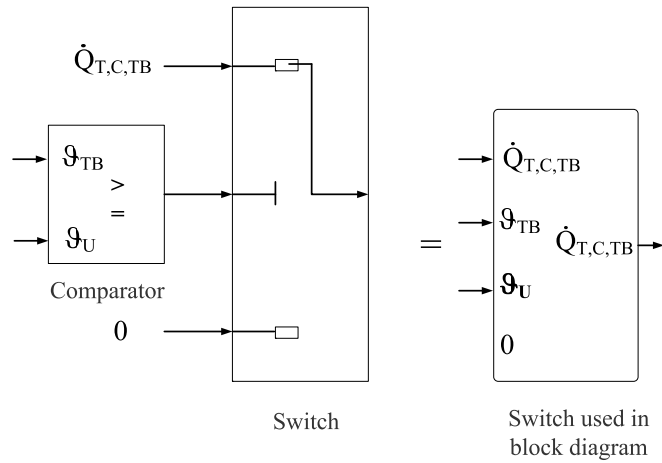 Q̇T,C,TB
ϑTB
>
=
ϑU
Comparator
0
Switch
=
Q̇T,C,TB
ϑTB
Q̇T,C,TB
ϑU
0
Switch used in
block diagram